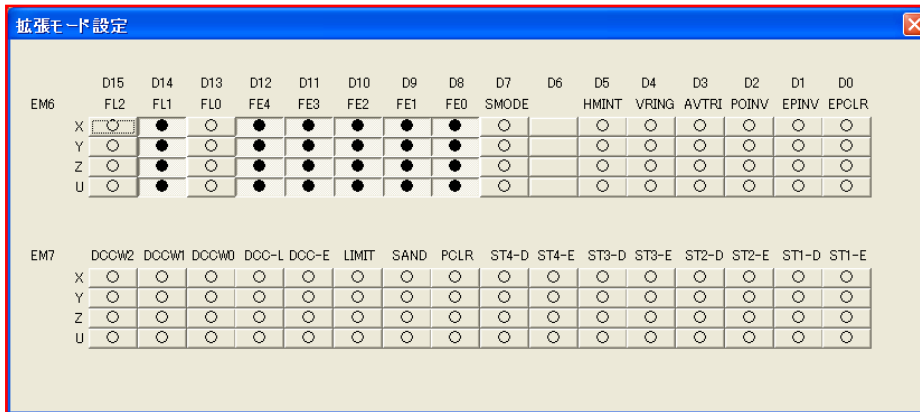 拡張モード設定
D15 D14 D13 D12 D11 D10 D9 D8 D7 D6 D5 D4 D3 D2 D1 D0
EM6 FL2 FL1 FL0 FE4 FE3 FE2 FE1 FE0 SMODE HMINT VRING AVTRI POINV EPINV EPCLR
X
Y
Z
U
EM7 DCCW2 DCCW1 DCCW0 DCC-L DCC-E LIMIT SAND PCLR ST4-D ST4-E ST3-D ST3-E ST2-D ST2-E ST1-D ST1-E
X
Y
Z
U